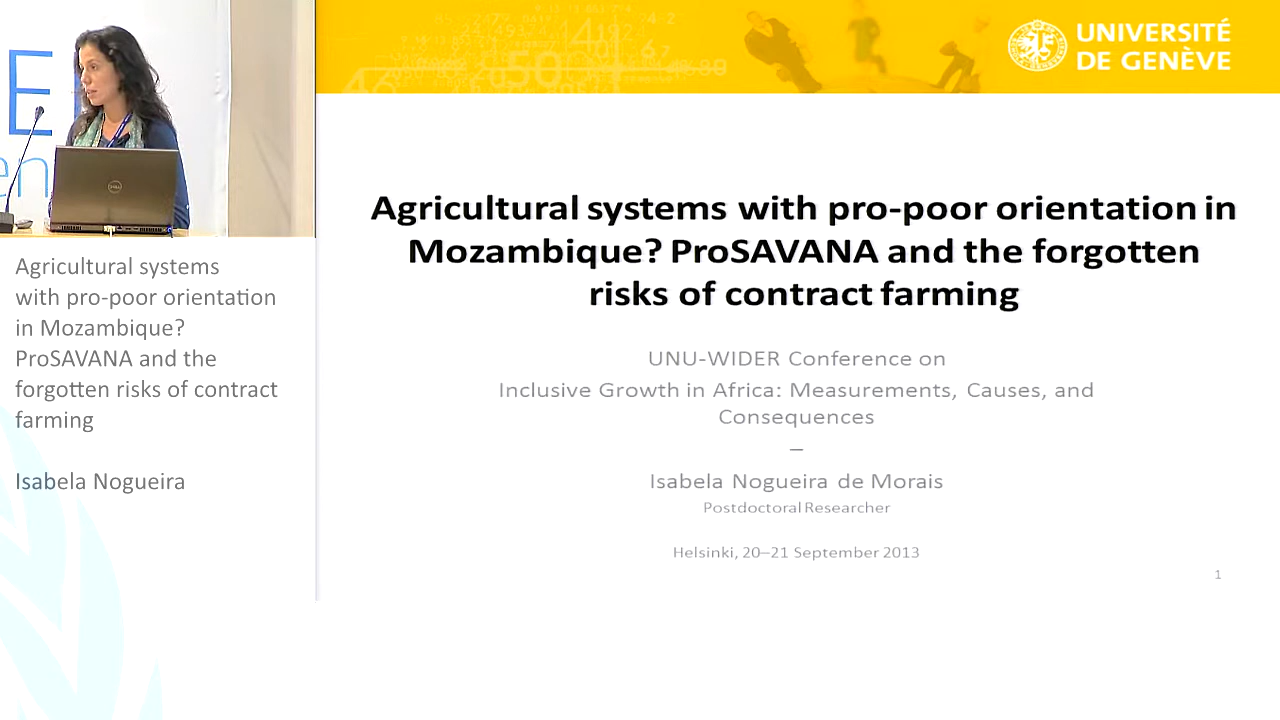 UNIVERSITÉ
DE GENÈVE
Agricultural systems with pro-poor orientation in
Mozambique? ProSAVANA and the forgotten
risks of contract farming
UNU-WIDER Conference on
Inclusive Growth in Africa: Measurements, Causes, and
Consequences
–
Isabela Nogueira de Morais
Postdoctoral Researcher
Helsinki, 20–21 September 2013
1
DELL
Agricultural systems
with pro-poor orientation
in Mozambique?
ProSAVANA and the
forgotten risks of contract
farming
Isabela Nogueira